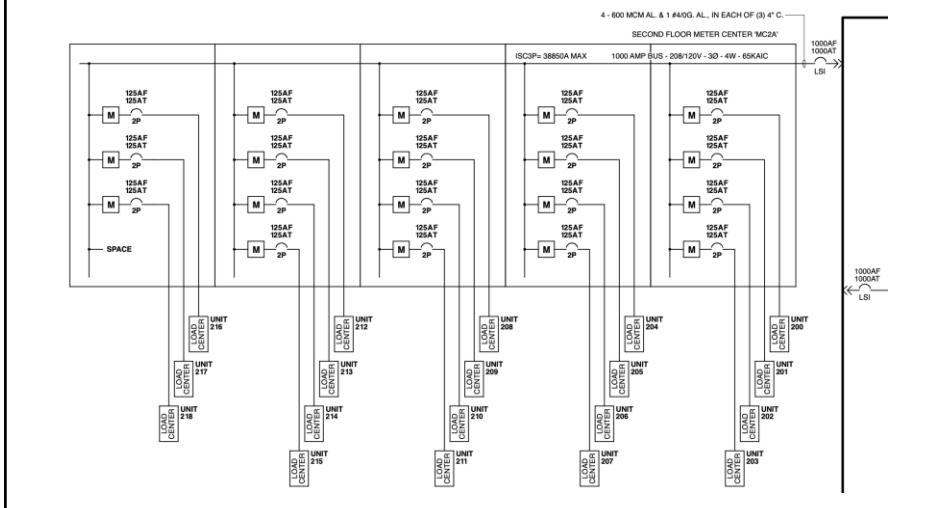 4 - 600 MCM AL. & 1 #4/0G. AL., IN EACH OF (3) 4" C.
SECOND FLOOR METER CENTER 'MC2A'
1000AF
1000AT
LSI
ISC3P= 38850A MAX
1000 AMP BUS - 208/120V - 3Ø - 4W - 65KAIC
125AF
125AT
M
2P
125AF
125AT
M
2P
125AF
125AT
M
2P
125AF
125AT
M
2P
125AF
125AT
M
2P
125AF
125AT
M
2P
125AF
125AT
M
2P
125AF
125AT
M
2P
125AF
125AT
M
2P
125AF
125AT
M
2P
125AF
125AT
M
2P
125AF
125AT
M
2P
125AF
125AT
M
2P
125AF
125AT
M
2P
125AF
125AT
M
2P
SPACE
125AF
125AT
M
2P
125AF
125AT
M
2P
125AF
125AT
M
2P
125AF
125AT
M
2P
1000AF
1000AT
LSI
LOAD
CENTER
UNIT
216
LOAD
CENTER
UNIT
212
LOAD
CENTER
UNIT
208
LOAD
CENTER
UNIT
204
LOAD
CENTER
UNIT
200
LOAD
CENTER
UNIT
217
LOAD
CENTER
UNIT
213
LOAD
CENTER
UNIT
209
LOAD
CENTER
UNIT
205
LOAD
CENTER
UNIT
201
LOAD
CENTER
UNIT
218
LOAD
CENTER
UNIT
214
LOAD
CENTER
UNIT
210
LOAD
CENTER
UNIT
206
LOAD
CENTER
UNIT
202
LOAD
CENTER
UNIT
215
LOAD
CENTER
UNIT
211
LOAD
CENTER
UNIT
207
LOAD
CENTER
UNIT
203